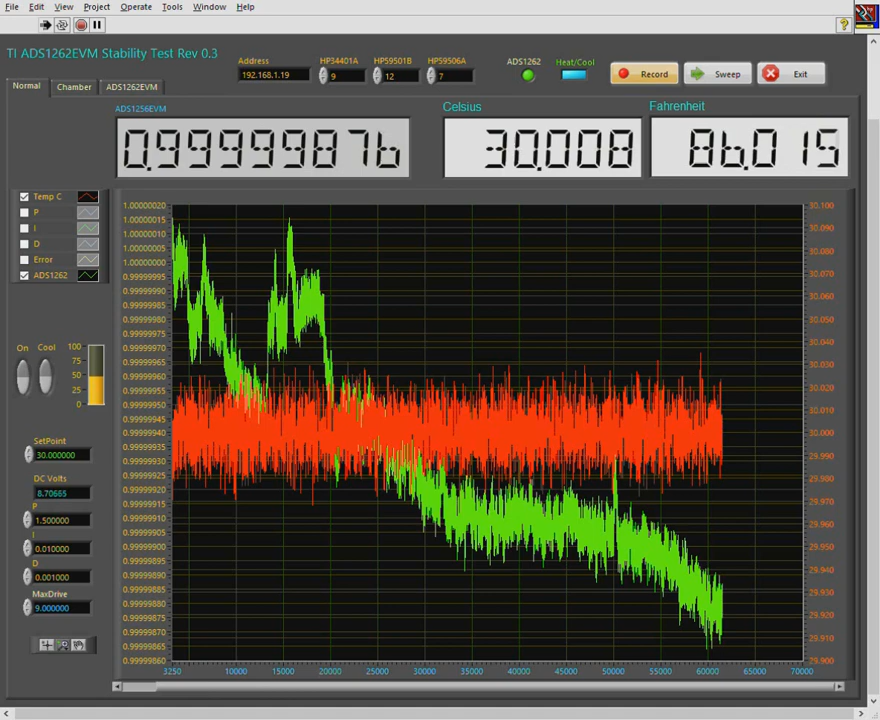 File Edit View Project Operate Tools Window Help
TI ADS1262EVM Stability Test Rev 0.3
Address
192.168.1.19
HP34401A
9
HP59501B
12
HP59506A
7
ADS1262
Heat/Cool
Record
Sweep
Exit
Normal
Chamber
ADS1262EVM
ADS1256EVM
0.99999876
Celsius
30.008
Fahrenheit
86.015
Temp C
P
I
D
Error
ADS1262
On
Cool
100
75
50
25
0
SetPoint
30.000000
DC Volts
8.70665
P
1.500000
I
0.010000
D
0.001000
MaxDrive
9.000000
1.00000020
1.00000015
1.00000010
1.00000005
1.00000000
0.99999995
0.99999990
0.99999985
0.99999980
0.99999975
0.99999970
0.99999965
0.99999960
0.99999955
0.99999950
0.99999945
0.99999940
0.99999935
0.99999930
0.99999925
0.99999920
0.99999915
0.99999910
0.99999905
0.99999900
0.99999895
0.99999890
0.99999885
0.99999880
0.99999875
0.99999870
0.99999865
0.99999860
30.100
30.090
30.080
30.070
30.060
30.050
30.040
30.030
30.020
30.010
30.000
29.990
29.980
29.970
29.960
29.950
29.940
29.930
29.920
29.910
29.900
3250 10000 15000 20000 25000 30000 35000 40000 45000 50000 55000 60000 65000 70000